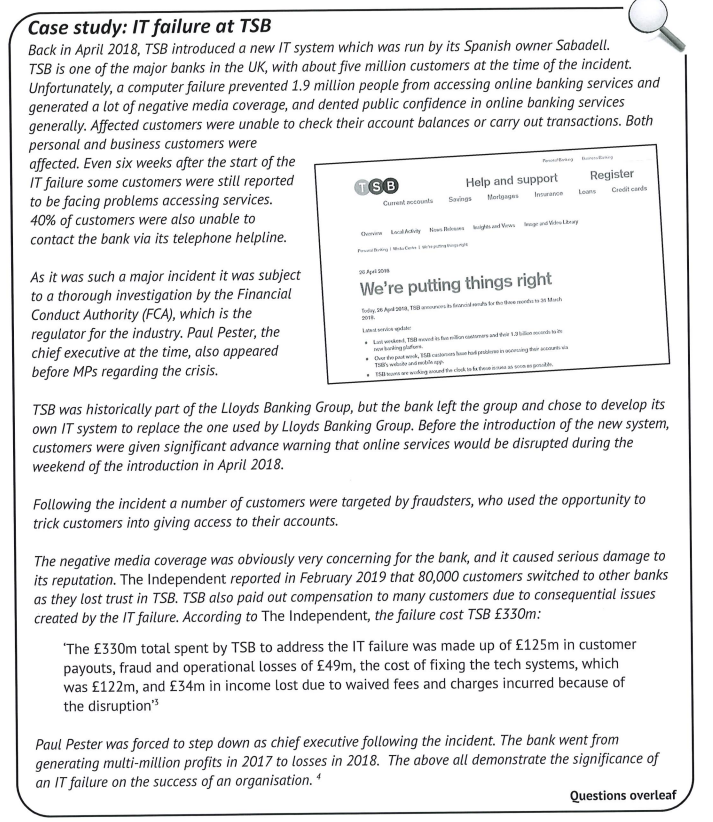 Case study: IT failure at TSB
Back in April 2018, TSB introduced a new IT system which was run by its Spanish owner Sabadell.
TSB is one of the major banks in the UK, with about five million customers at the time of the incident.
Unfortunately, a computer failure prevented 1.9 million people from accessing online banking services and
generated a lot of negative media coverage, and dented public confidence in online banking services
generally. Affected customers were unable to check their account balances or carry out transactions. Both
personal and business customers were
affected. Even six weeks after the start of the
IT failure some customers were still reported
to be facing problems accessing services.
40% of customers were also unable to
contact the bank via its telephone helpline.
As it was such a major incident it was subject
to a thorough investigation by the Financial
Conduct Authority (FCA), which is the
regulator for the industry. Paul Pester, the
chief executive at the time, also appeared
before MPs regarding the crisis.
Personal Banking Business Banking
TSB
Help and support Register
Current accounts Savings Mortgages Insurance Loans Credit cards
Overview Local Activity News Releases Insights and Views Image and Video Library
Personal Banking | Media Centre | We're putting things right
26 April 2018
We're putting things right
Today, 26 April 2018, TSB announces its financial results for the three months to 31 March
2018.
Latest service update:
• Last weekend, TSB moved its five million customers and their 1.3 billion records to its
new banking platform.
• Over the past week, TSB customers have had problems in accessing their accounts via
TSB's website and mobile app.
• TSB teams are working around the clock to fix these issues as soon as possible.
TSB was historically part of the Lloyds Banking Group, but the bank left the group and chose to develop its
own IT system to replace the one used by Lloyds Banking Group. Before the introduction of the new system,
customers were given significant advance warning that online services would be disrupted during the
weekend of the introduction in April 2018.
Following the incident a number of customers were targeted by fraudsters, who used the opportunity to
trick customers into giving access to their accounts.
The negative media coverage was obviously very concerning for the bank, and it caused serious damage to
its reputation. The Independent reported in February 2019 that 80,000 customers switched to other banks
as they lost trust in TSB. TSB also paid out compensation to many customers due to consequential issues
created by the IT failure. According to The Independent, the failure cost TSB £330m:
'The £330m total spent by TSB to address the IT failure was made up of £125m in customer
payouts, fraud and operational losses of £49m, the cost of fixing the tech systems, which
was £122m, and £34m in income lost due to waived fees and charges incurred because of
the disruption'3
Paul Pester was forced to step down as chief executive following the incident. The bank went from
generating multi-million profits in 2017 to losses in 2018. The above all demonstrate the significance of
an IT failure on the success of an organisation. 4
Questions overleaf